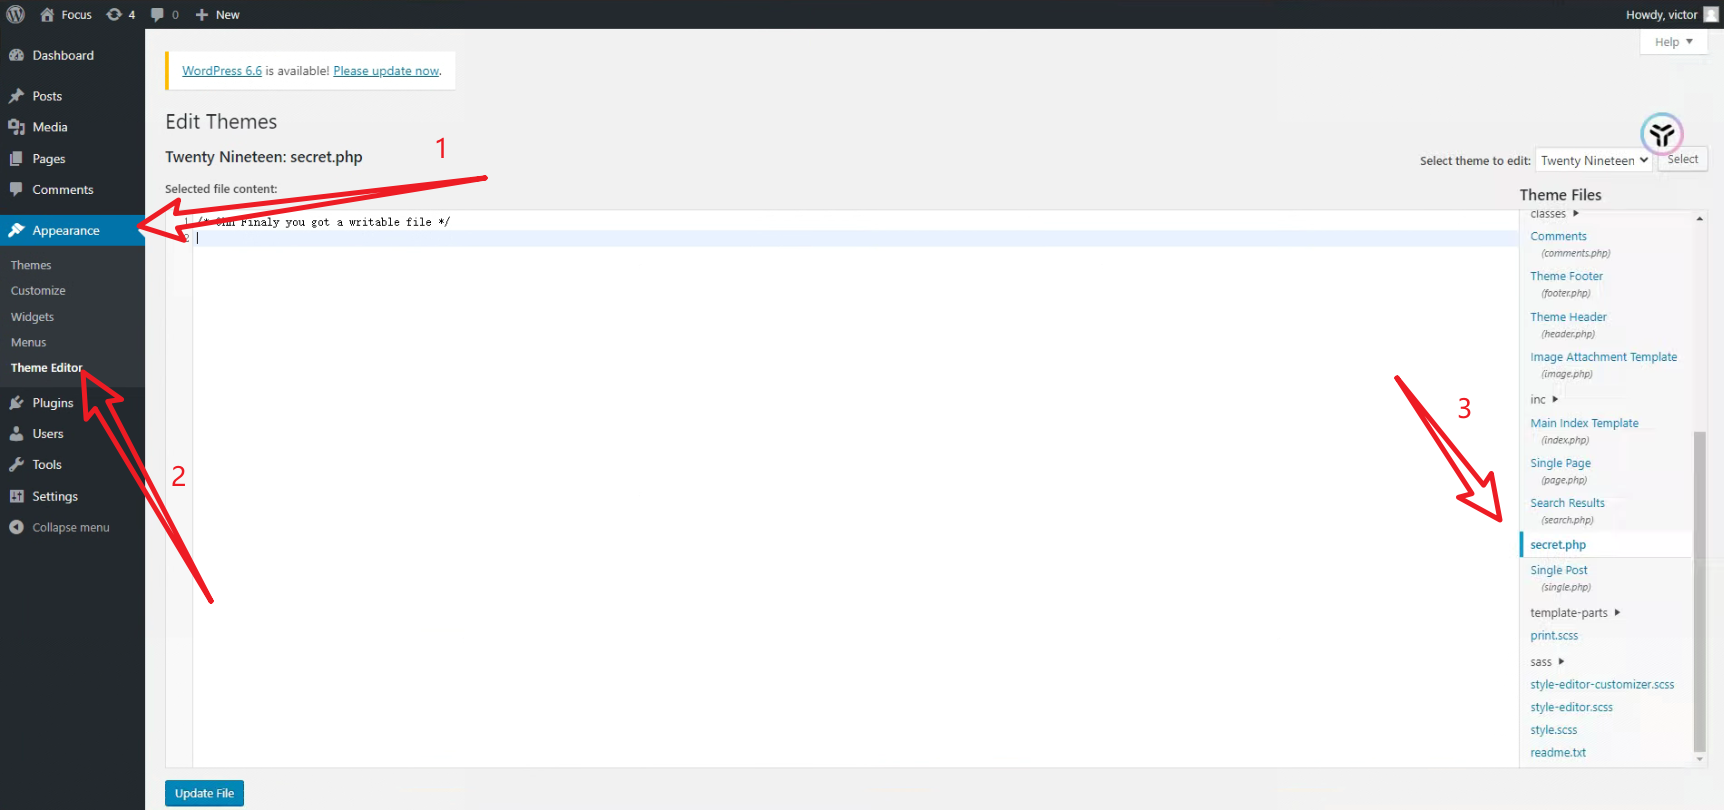 Focus 4 0 New Howdy, victor
Help
Dashboard
Posts
Media
Pages
Comments
Appearance
Themes
Customize
Widgets
Menus
Theme Editor
Plugins
Users
Tools
Settings
Collapse menu
WordPress 6.6 is available! Please update now.
Edit Themes
Twenty Nineteen: secret.php
1
Select theme to edit: Twenty Nineteen Select
Selected file content:
1 /* Finaly you got a writable file */
2
2
3
Theme Files
classes
Comments
(comments.php)
Theme Footer
(footer.php)
Theme Header
(header.php)
Image Attachment Template
(image.php)
inc
Main Index Template
(index.php)
Single Page
(page.php)
Search Results
(search.php)
secret.php
Single Post
(single.php)
template-parts
print.scss
sass
style-editor-customizer.scss
style-editor.scss
style.scss
readme.txt
Update File